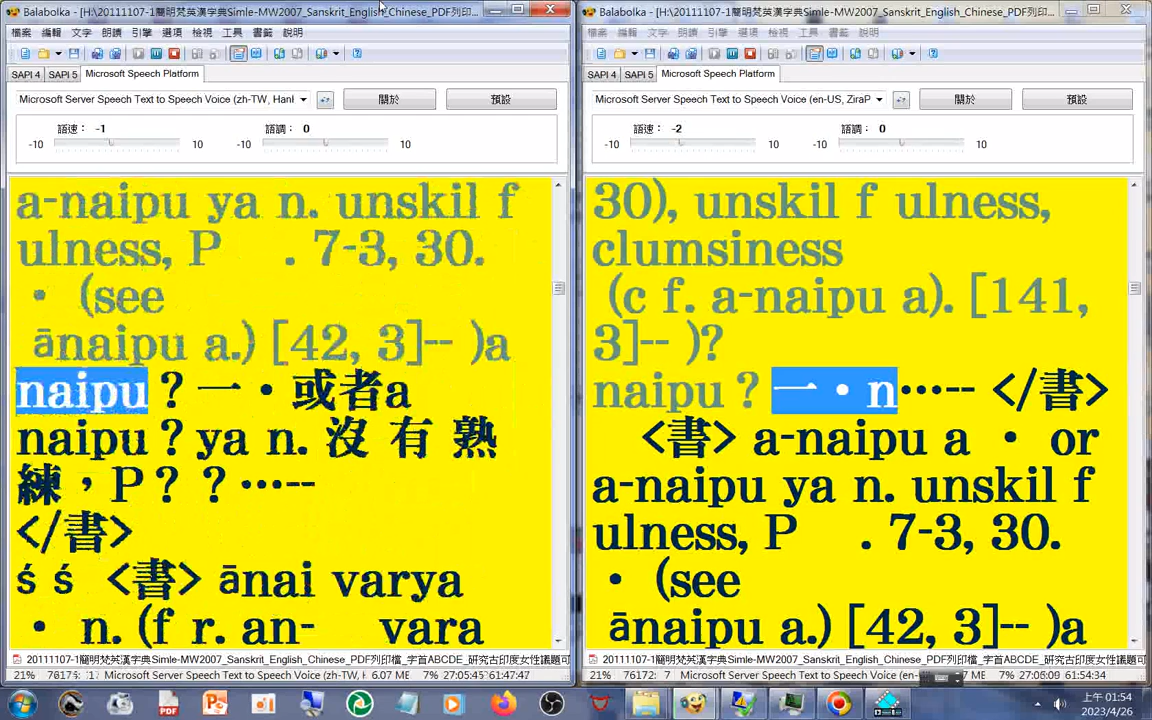 Balabolka - [H:\20111107-1簡明梵英漢字典Simle-MW2007_Sanskrit_English_Chinese_PDF列印...
檔案 編輯 文字 朗讀 引擎 選項 檢視 工具 書籤 說明
SAPI 4 SAPI 5 Microsoft Speech Platform
Microsoft Server Speech Text to Speech Voice (zh-TW, Hanl
關於 預設
語速： -1 語調： 0
-10 10 -10 10
a-naipu ya n. unskil f
ulness, P . 7-3, 30.
• (see
ānaipu a.) [42, 3]-- )a
naipu？一•或者a
naipu？ya n. 沒 有 熟
練，P？？…--
</書>
ś ś <書> ānai varya
• n. (f r. an- vara
20111107-1簡明梵英漢字典Simle-MW2007_Sanskrit_English_Chinese_PDF列印檔_字首ABCDE_研究古印度女性議題可
21% Microsoft Server Speech Text to Speech Voice (zh-TW, 6.07 MB 7% 27:05:45
Balabolka - [H:\20111107-1簡明梵英漢字典Simle-MW2007_Sanskrit_English_Chinese_PDF列印...
檔案 編輯 文字 朗讀 引擎 選項 檢視 工具 書籤 說明
SAPI 4 SAPI 5 Microsoft Speech Platform
Microsoft Server Speech Text to Speech Voice (en-US, ZiraP
關於 預設
語速： -2 語調： 0
-10 10 -10 10
30), unskil f ulness,
clumsiness
(c f. a-naipu a). [141,
3]-- )?
naipu？一•n…-- </書>
<書> a-naipu a • or
a-naipu ya n. unskil f
ulness, P . 7-3, 30.
• (see
ānaipu a.) [42, 3]-- )a
20111107-1簡明梵英漢字典Simle-MW2007_Sanskrit_English_Chinese_PDF列印檔_字首ABCDE_研究古印度女性議題可
21% Microsoft Server Speech Text to Speech Voice (en-U 7% 27:05:09
上午 01:54
2023/4/26